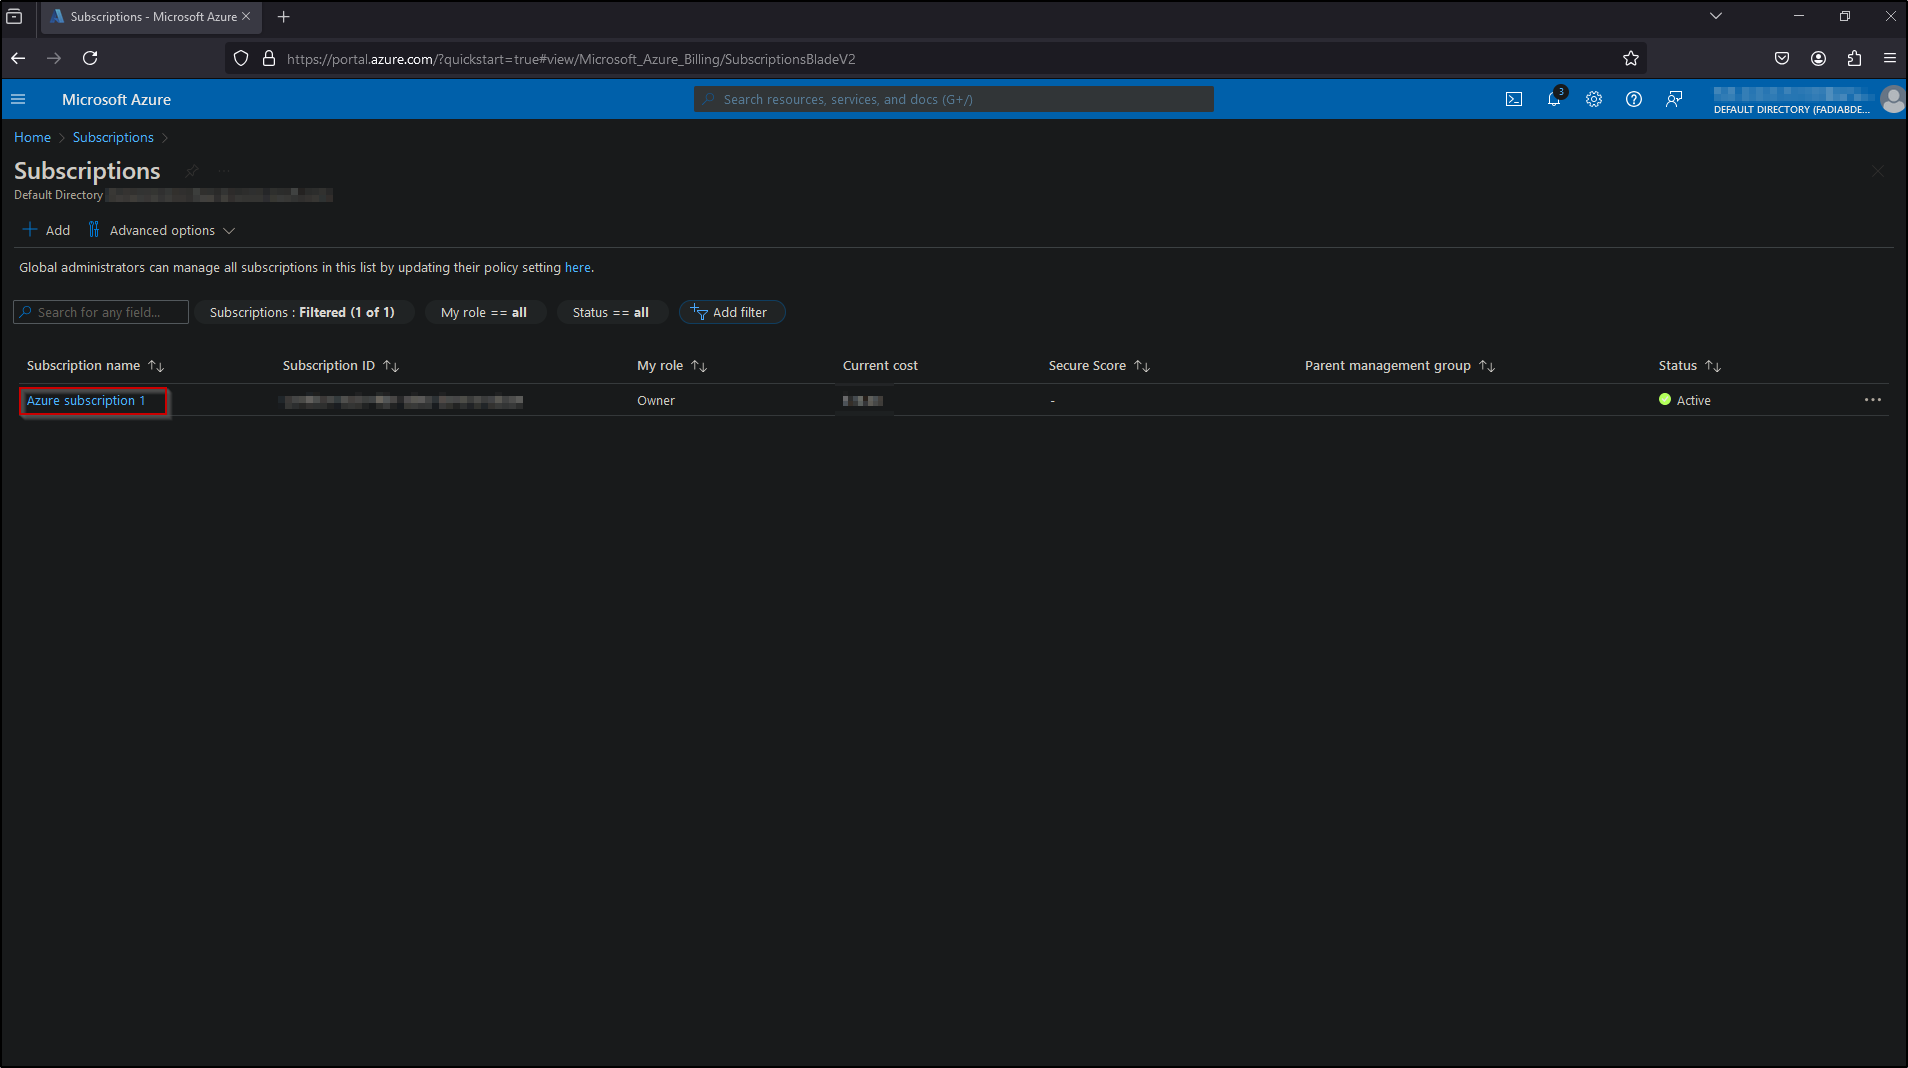 Subscriptions - Microsoft Azure
https://portal.azure.com/?quickstart=true#view/Microsoft_Azure_Billing/SubscriptionsBladeV2
Microsoft Azure
Search resources, services, and docs (G+/)
3
DEFAULT DIRECTORY (FADIABDE...
Home > Subscriptions >
Subscriptions
Default Directory
Add Advanced options
Global administrators can manage all subscriptions in this list by updating their policy setting here.
Search for any field... Subscriptions : Filtered (1 of 1) My role == all Status == all Add filter
Subscription name Subscription ID My role Current cost Secure Score Parent management group Status
Azure subscription 1 Owner - Active